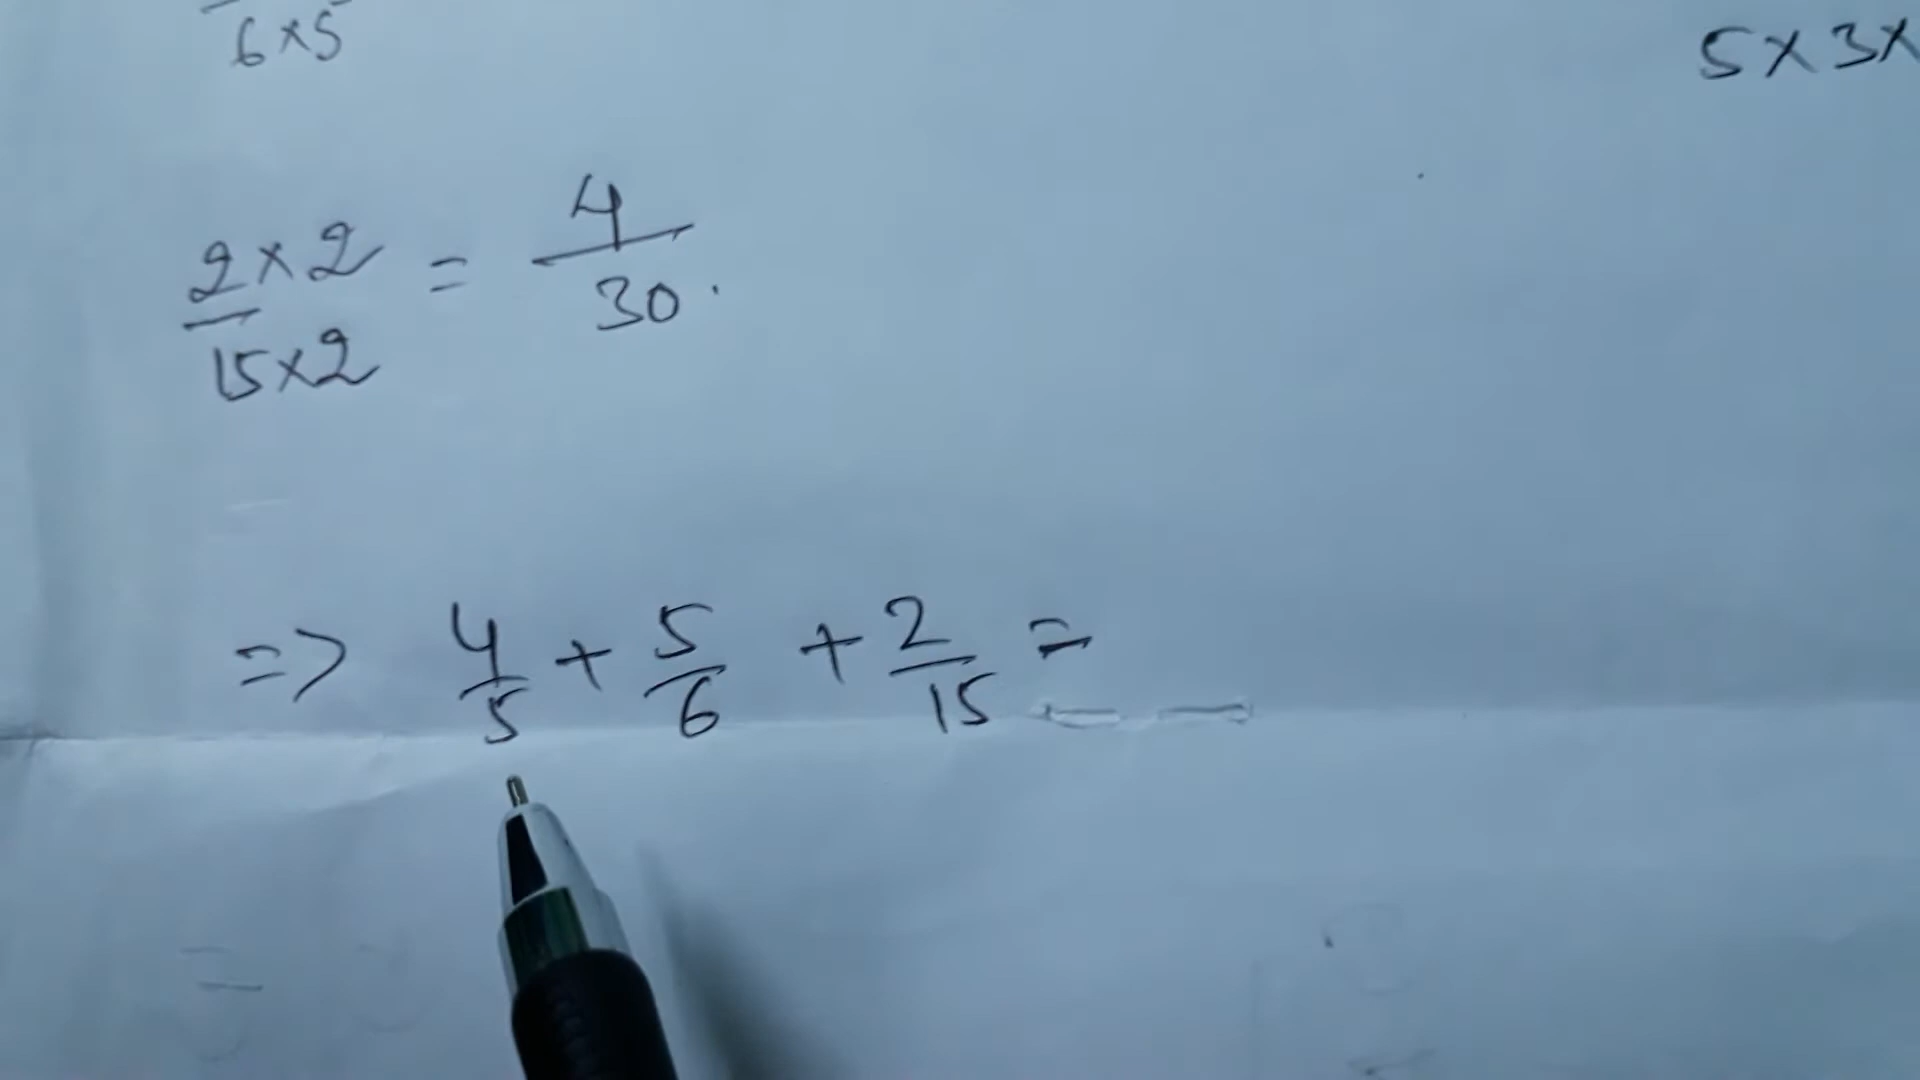 6×5
5×3×
2×2 = 4
15×2 30.
=> 4/5 + 5/6 + 2/15 =